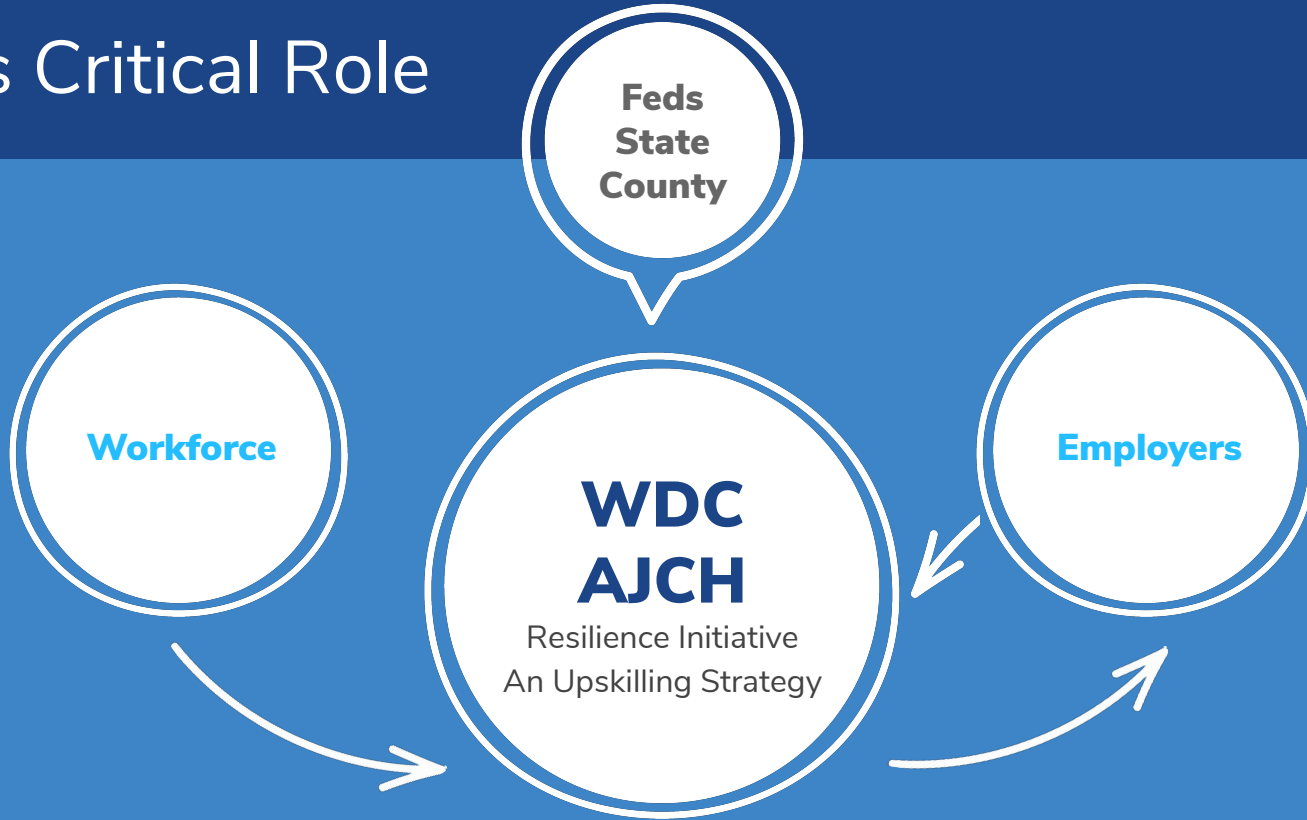 s Critical Role
Feds
State
County
Workforce
WDC
AJCH
Resilience Initiative
An Upskilling Strategy
Employers